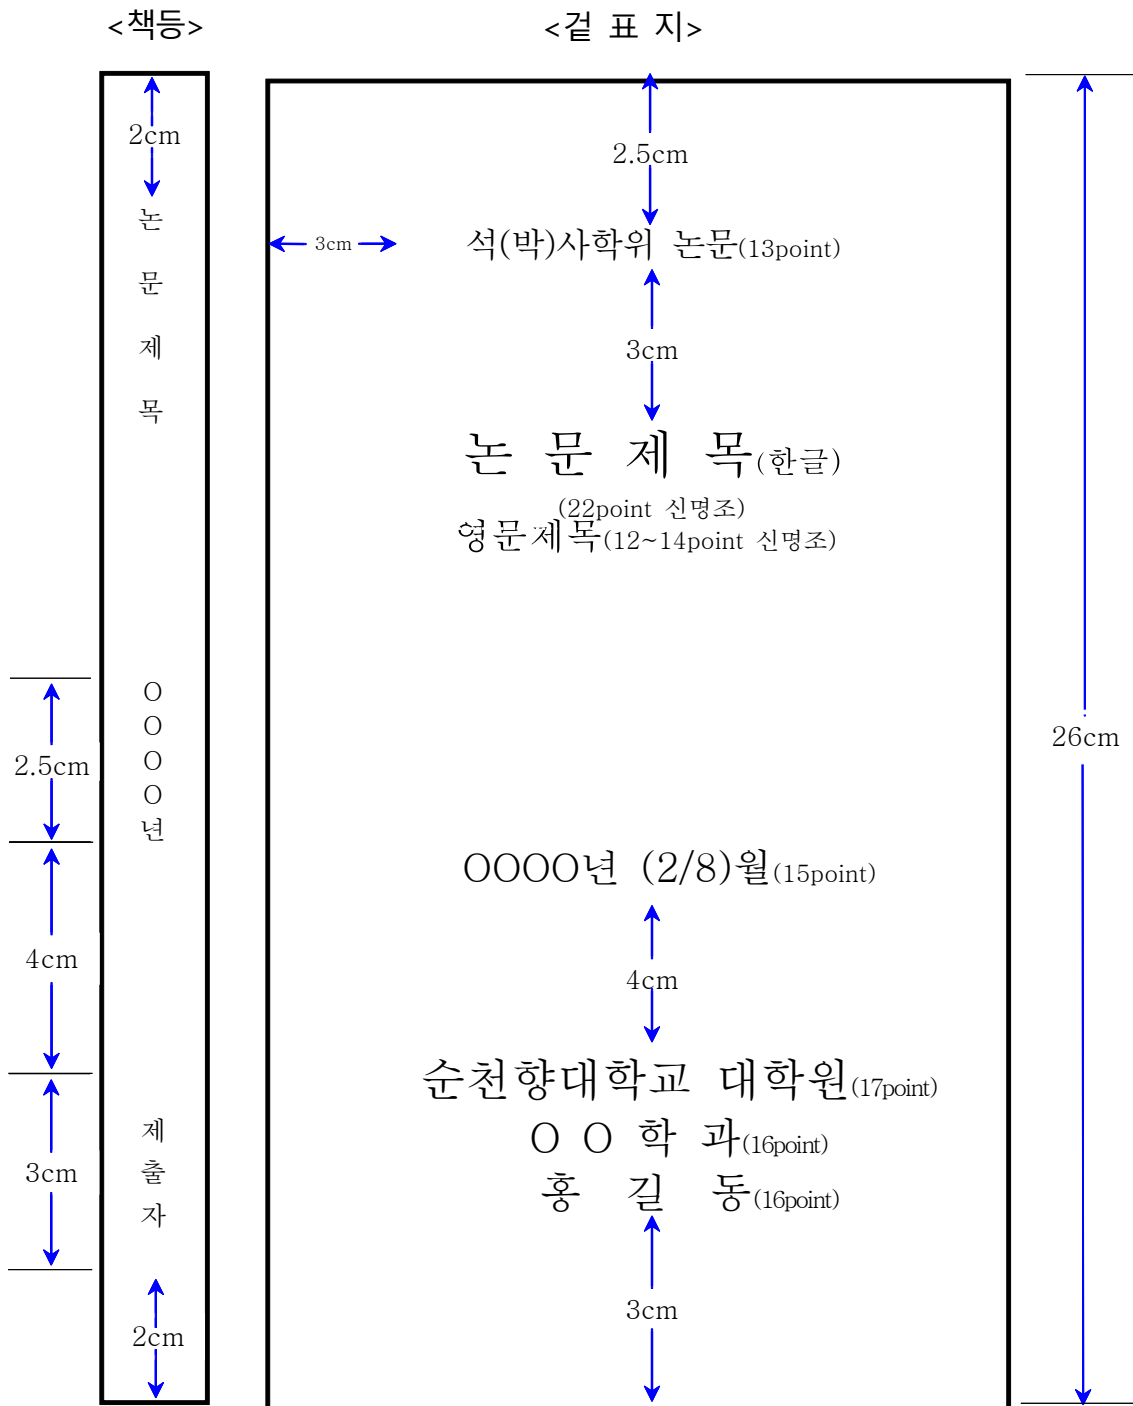 <책등>
2cm
논
문
제
목
O
O
O
O
년
제
출
자
2cm
2.5cm
4cm
3cm
<겉 표 지>
2.5cm
3cm
석(박)사학위 논문(13point)
3cm
논 문 제 목(한글)
(22point 신명조)
영문제목(12~14point 신명조)
OOOO년 (2/8)월(15point)
4cm
순천향대학교 대학원(17point)
O O 학 과(16point)
홍 길 동(16point)
3cm
26cm